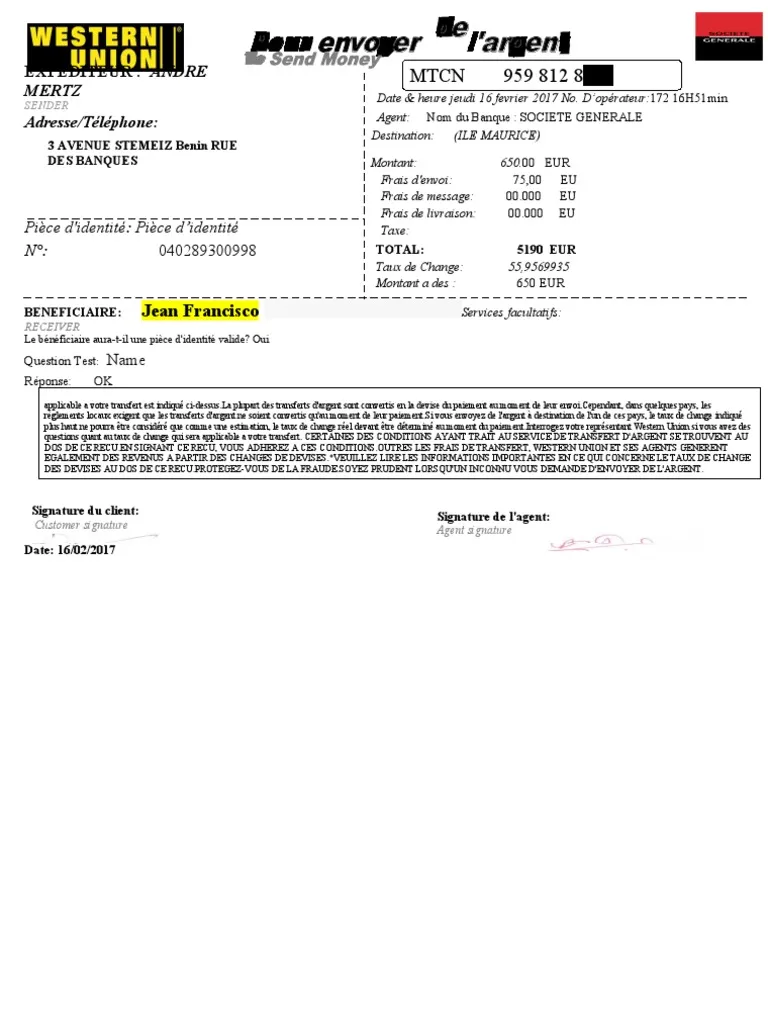 WESTERN UNION
Pour envoyer de l'argent
to Send Money
SOCIETE GENERALE
EXPEDITEUR : ANDRE
MERTZ
SENDER
Adresse/Téléphone:
3 AVENUE STEMEIZ Benin RUE
DES BANQUES
Pièce d'identité: Pièce d’identité
N°: 040289300998
MTCN 959 812 8
Date & heure jeudi 16 fevrier 2017 No. D’opérateur:172 16H51min
Agent: Nom du Banque : SOCIETE GENERALE
Destination: (ILE MAURICE)
Montant: 65000 EUR
Frais d'envoi: 75,00 EU
Frais de message: 00.000 EU
Frais de livraison: 00.000 EU
Taxe:
TOTAL: 5190 EUR
Taux de Change: 55,9569935
Montant a des : 650 EUR
BENEFICIAIRE: Jean Francisco
RECEIVER
Services facultatifs:
Le bénéficiaire aura-t-il une pièce d'identité valide? Oui
Question Test: Name
Réponse: OK
applicable a votre transfert est indiqué ci-dessus.La plupart des transferts d'argent sont convertis en la devise du paiement au moment de leur envoi.Cependant, dans quelques pays, les
reglements locaux exigent que les transferts d'argent ne soient convertis qu'au moment de leur paiement.Si vous envoyez de l'argent à destination de l'un de ces pays, le taux de change indiqué
plus haut ne pourra être considéré que comme une estimation, le taux de change réel devant être déterminé au moment du paiement.Interrogez votre représentant Western Union si vous avez des
questions quant au taux de change qui sera applicable a votre transfert. CERTAINES DES CONDITIONS AYANT TRAIT AU SERVICE DE TRANSFERT D'ARGENT SE TROUVENT AU
DOS DE CE RECU EN SIGNANT CE RECU, VOUS ADHEREZ A CES CONDITIONS.OUTRES LES FRAIS DE TRANSFERT, WESTERN UNION ET SES AGENTS GENERENT
EGALEMENT DES REVENUS A PARTIR DES CHANGES DE DEVISES.*VEUILLEZ LIRE LES INFORMATIONS IMPORTANTES EN CE QUI CONCERNE LE TAUX DE CHANGE
DES DEVISES AU DOS DE CE RECU.PROTEGEZ-VOUS DE LA FRAUDE SOYEZ PRUDENT LORSQU'UN INCONNU VOUS DEMANDE D'ENVOYER DE L'ARGENT.
Signature du client:
Customer signature
Signature de l'agent:
Agent signature
Date: 16/02/2017